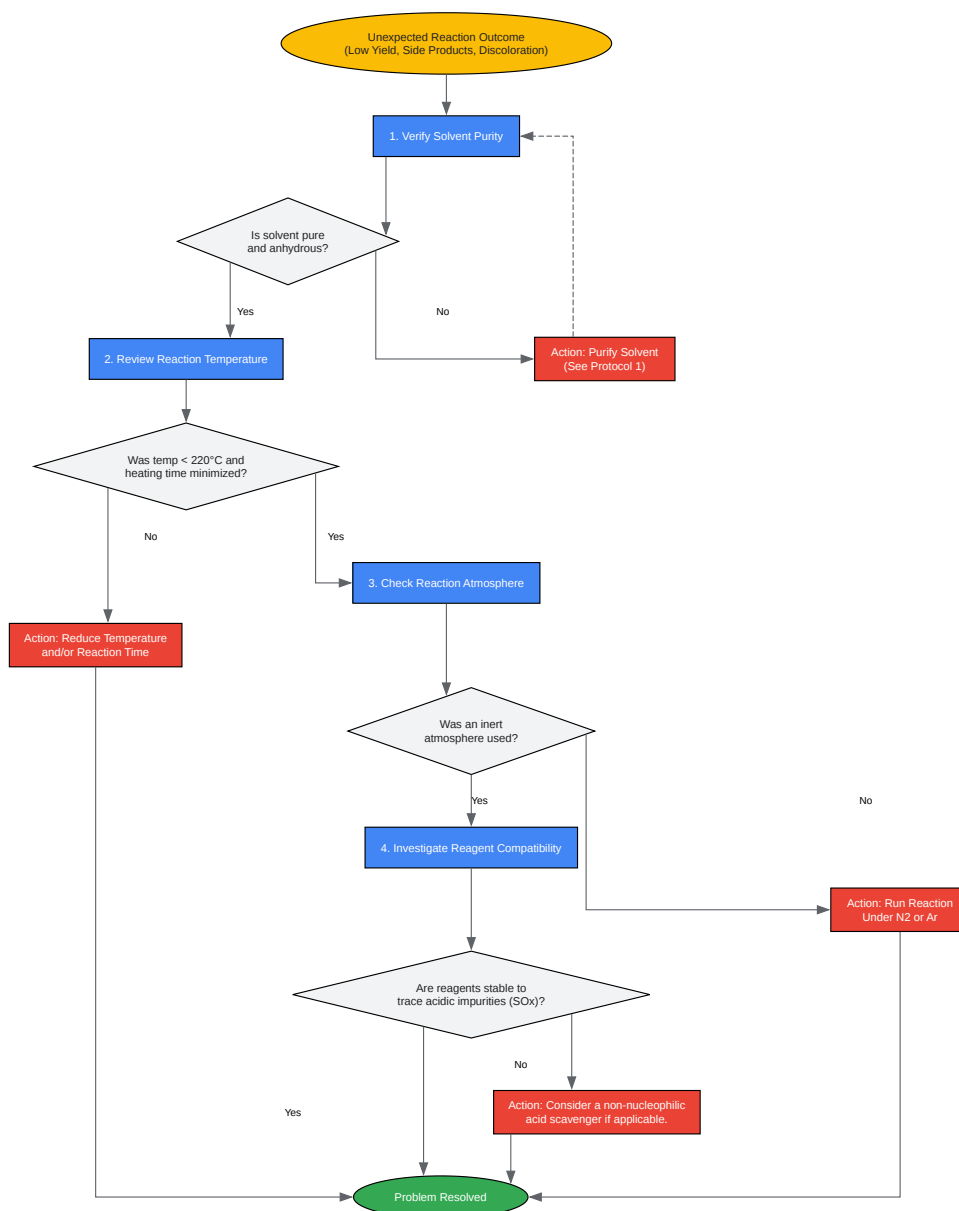 Unexpected Reaction Outcome
(Low Yield, Side Products, Discoloration)
1. Verify Solvent Purity
Is solvent pure
and anhydrous?
Yes
No
2. Review Reaction Temperature
Action: Purify Solvent
(See Protocol 1)
Was temp < 220°C and
heating time minimized?
No
Yes
3. Check Reaction Atmosphere
Action: Reduce Temperature
and/or Reaction Time
Was an inert
atmosphere used?
Yes
No
4. Investigate Reagent Compatibility
Action: Run Reaction
Under N2 or Ar
Are reagents stable to
trace acidic impurities (SOx)?
No
Yes
Action: Consider a non-nucleophilic
acid scavenger if applicable.
Problem Resolved